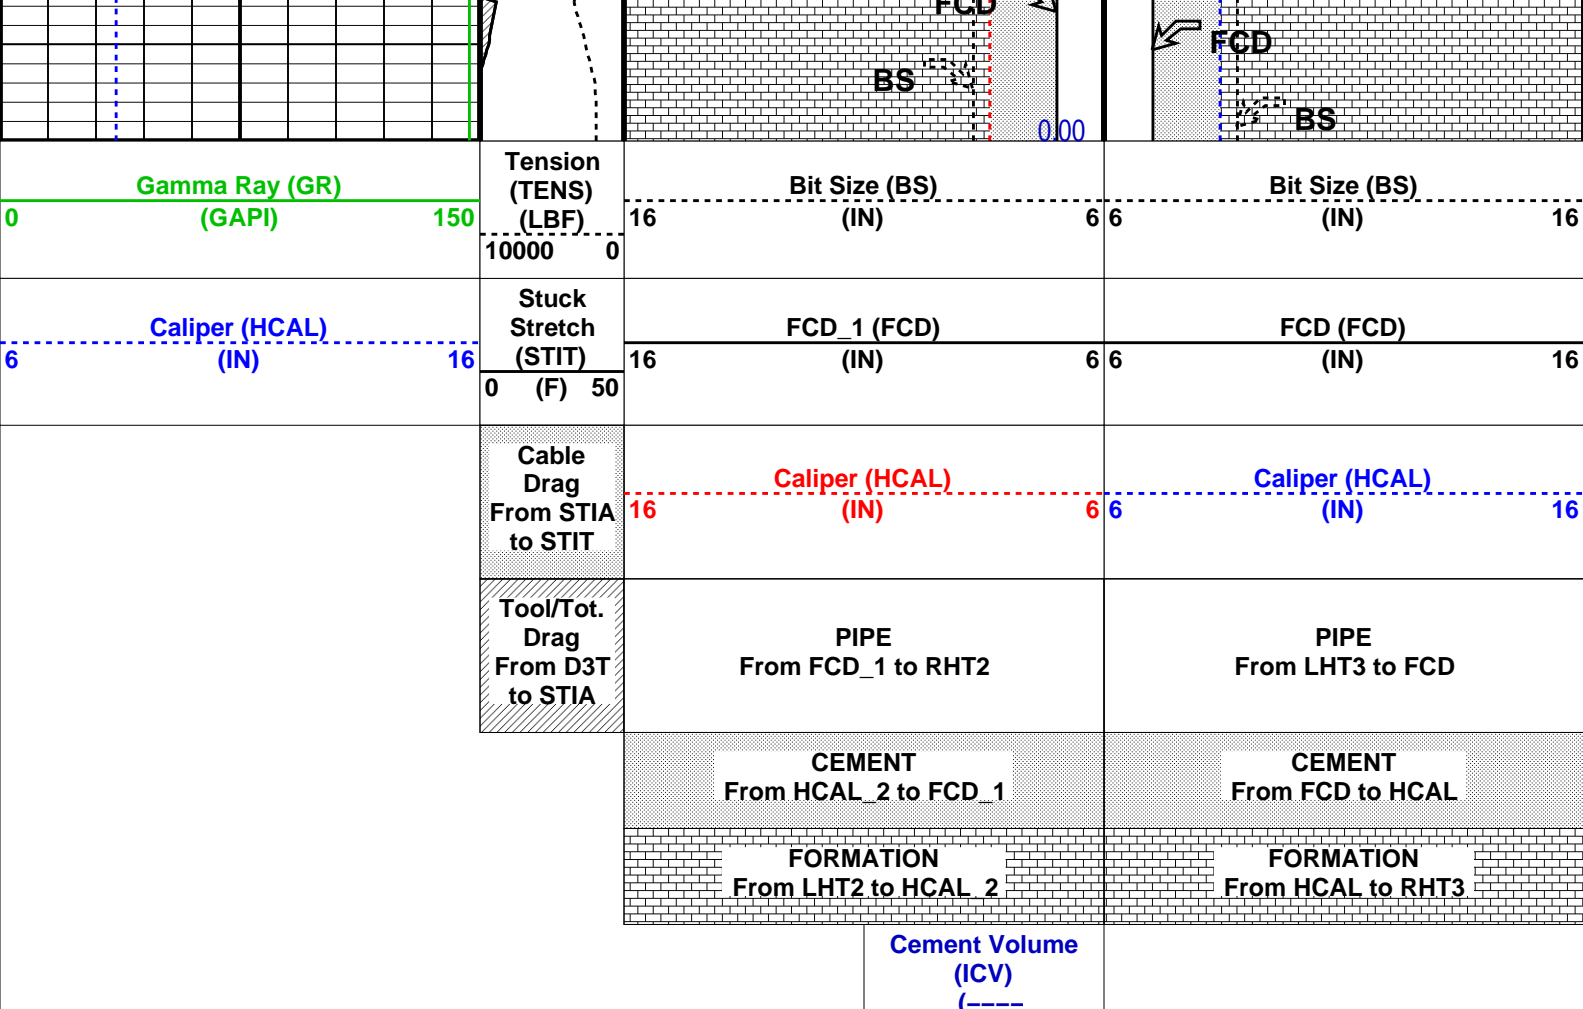 FCD
FCD
BS
BS
0.00
Gamma Ray (GR)
0 (GAPI) 150
Tension
(TENS)
(LBF)
10000 0
Bit Size (BS)
16 (IN) 6
Bit Size (BS)
6 (IN) 16
Caliper (HCAL)
6 (IN) 16
Stuck
Stretch
(STIT)
0 (F) 50
FCD_1 (FCD)
16 (IN) 6
FCD (FCD)
6 (IN) 16
Cable
Drag
From STIA
to STIT
Caliper (HCAL)
16 (IN) 6
Caliper (HCAL)
6 (IN) 16
Tool/Tot.
Drag
From D3T
to STIA
PIPE
From FCD_1 to RHT2
PIPE
From LHT3 to FCD
CEMENT
From HCAL_2 to FCD_1
CEMENT
From FCD to HCAL
FORMATION
From LHT2 to HCAL_2
FORMATION
From HCAL to RHT3
Cement Volume
(ICV)
(----